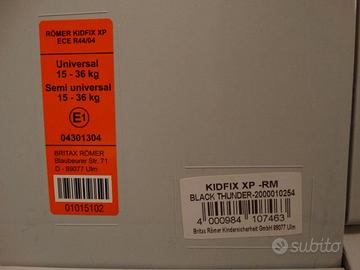 RÖMER KIDFIX XP
ECE R44/04
Universal
15 - 36 kg
Semi universal
15 - 36 kg
E1
04301304
BRITAX RÖMER
Blaubeurer Str. 71
D - 89077 Ulm
01015102
KIDFIX XP -RM
BLACK THUNDER-2000010254
4 000984 107463
Britax Römer Kindersicherheit GmbH 89077 Ulm
subito